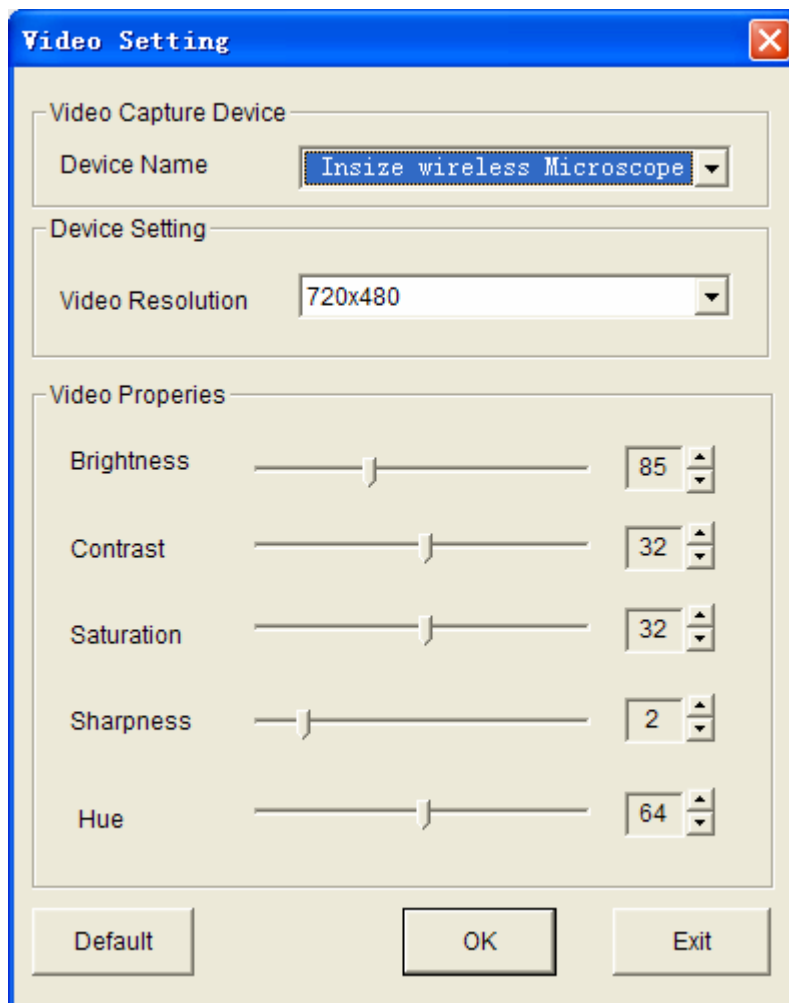 Video Setting
Video Capture Device
Device Name Insize wireless Microscope
Device Setting
Video Resolution 720x480
Video Properies
Brightness 85
Contrast 32
Saturation 32
Sharpness 2
Hue 64
Default OK Exit